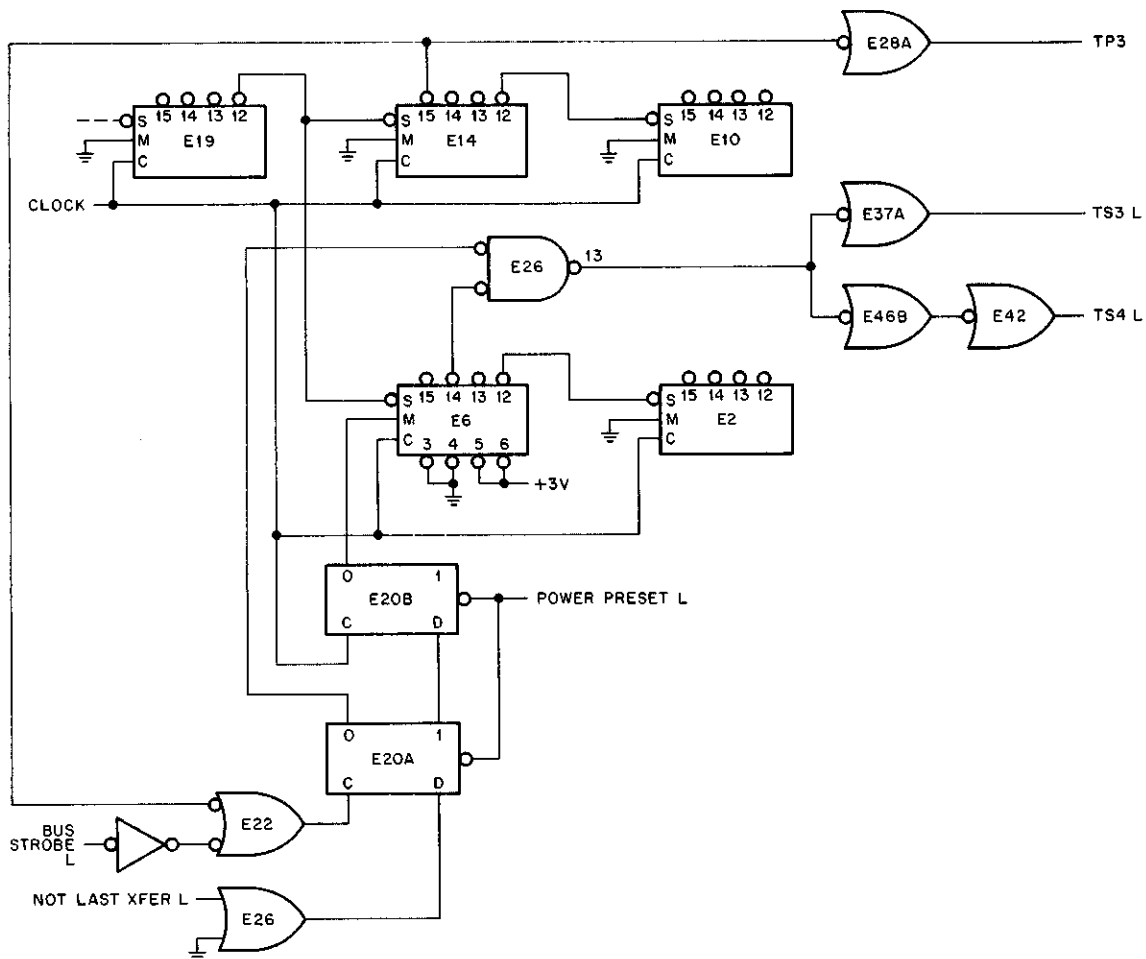 E28A
TP3
15 14 13 12
15 14 13 12
15 14 13 12
S
M
C
E19
S
M
C
E14
S
M
C
E10
CLOCK
E37A
TS3 L
E26
13
E46B
E42
TS4 L
15 14 13 12
S
M
C
E6
3 4 5 6
15 14 13 12
S
M
C
E2
+3V
0 1
E20B
C D
POWER PRESET L
0 1
E20A
C D
E22
BUS
STROBE
L
NOT LAST XFER L
E26